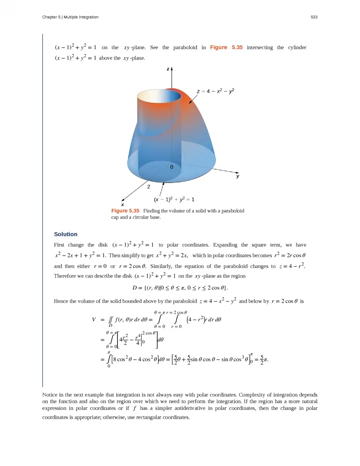 Chapter 5 | Multiple Integration 533
(x − 1)² + y² = 1 on the xy-plane. See the paraboloid in Figure 5.35 intersecting the cylinder
(x − 1)² + y² = 1 above the xy-plane.
z
z = 4 − x² − y²
0
y
2
x
(x − 1)² + y² = 1
Figure 5.35 Finding the volume of a solid with a paraboloid
cap and a circular base.
Solution
First change the disk (x − 1)² + y² = 1 to polar coordinates. Expanding the square term, we have
x² − 2x + 1 + y² = 1. Then simplify to get x² + y² = 2x, which in polar coordinates becomes r² = 2r cos θ
and then either r = 0 or r = 2 cos θ. Similarly, the equation of the paraboloid changes to z = 4 − r².
Therefore we can describe the disk (x − 1)² + y² = 1 on the xy-plane as the region
D = {(r, θ)|0 ≤ θ ≤ π, 0 ≤ r ≤ 2 cos θ}.
Hence the volume of the solid bounded above by the paraboloid z = 4 − x² − y² and below by r = 2 cos θ is
V = ∬_D f(r, θ)r dr dθ = ∫_{θ = 0}^{θ = π} ∫_{r = 0}^{r = 2 cos θ} (4 − r²)r dr dθ
= ∫_{θ = 0}^{θ = π} [4 r²/2 − r⁴/4 |_0^{2 cos θ}] dθ
= ∫_0^π [8 cos² θ − 4 cos² θ]dθ = [5/2 θ + 5/2 sin θ cos θ − sin θ cos³ θ]_0^π = 5/2 π.
Notice in the next example that integration is not always easy with polar coordinates. Complexity of integration depends
on the function and also on the region over which we need to perform the integration. If the region has a more natural
expression in polar coordinates or if f has a simpler antiderivative in polar coordinates, then the change in polar
coordinates is appropriate; otherwise, use rectangular coordinates.